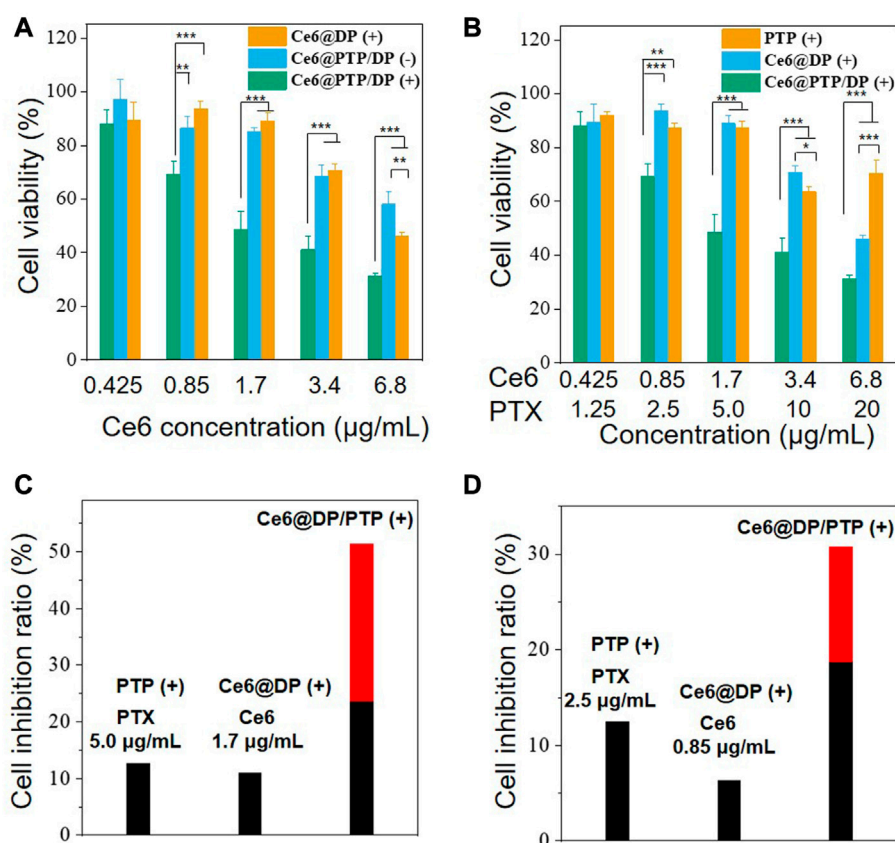 A
Cell viability (%)
120
100
80
60
40
20
0
Ce6@DP (+)
Ce6@PTP/DP (-)
Ce6@PTP/DP (+)
***
**
***
***
***
**
0.425 0.85 1.7 3.4 6.8
Ce6 concentration (µg/mL)
B
Cell viability (%)
120
100
80
60
40
20
0
PTP (+)
Ce6@DP (+)
Ce6@PTP/DP (+)
**
***
***
***
*
***
***
Ce6 0.425 0.85 1.7 3.4 6.8
PTX 1.25 2.5 5.0 10 20
Concentration (µg/mL)
C
Cell inhibition ratio (%)
50
40
30
20
10
0
PTP (+)
PTX
5.0 µg/mL
Ce6@DP (+)
Ce6
1.7 µg/mL
Ce6@DP/PTP (+)
D
Cell inhibition ratio (%)
30
20
10
0
PTP (+)
PTX
2.5 µg/mL
Ce6@DP (+)
Ce6
0.85 µg/mL
Ce6@DP/PTP (+)